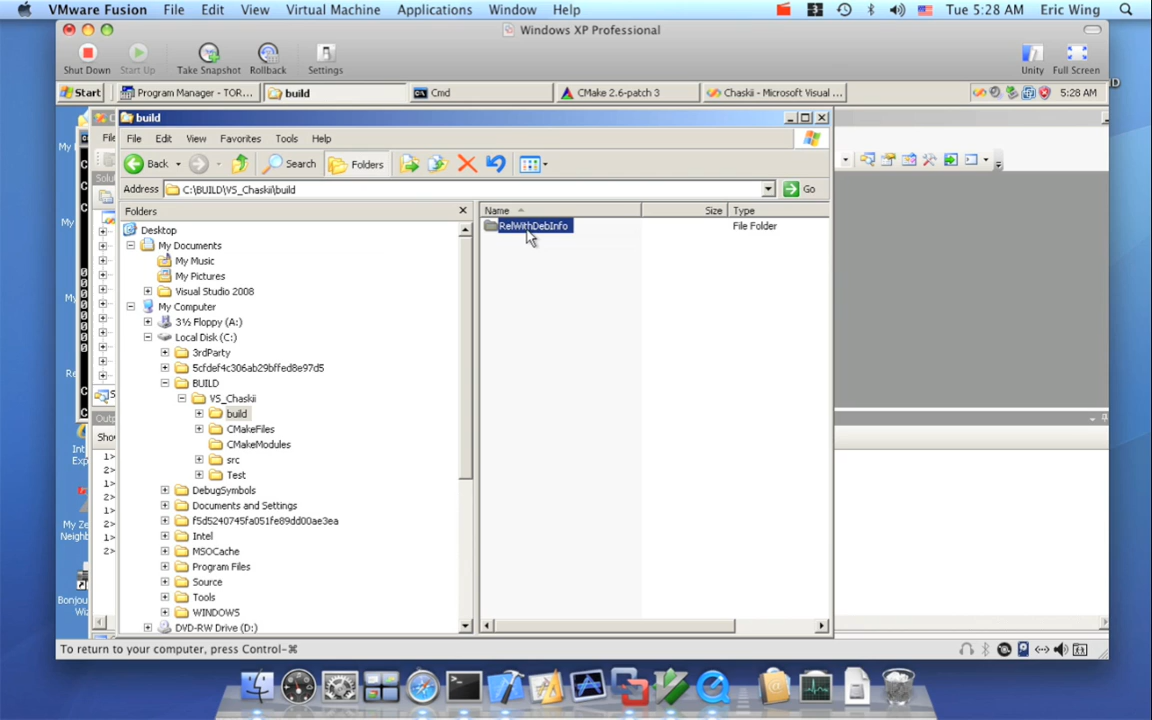 VMware Fusion File Edit View Virtual Machine Applications Window Help Tue 5:28 AM Eric Wing
Windows XP Professional
Shut Down Start Up Take Snapshot Rollback Settings Unity Full Screen
Start Program Manager - TOR... build Cmd CMake 2.6-patch 3 Chaskii - Microsoft Visual ... 5:28 AM
build
File Edit View Favorites Tools Help
Back Search Folders
Address C:\BUILD\VS_Chaskii\build Go
Folders
Name Size Type
RelWithDebInfo File Folder
Desktop
My Documents
My Music
My Pictures
Visual Studio 2008
My Computer
3½ Floppy (A:)
Local Disk (C:)
3rdParty
5cfdef4c306ab29bffed8e97d5
BUILD
VS_Chaskii
build
CMakeFiles
CMakeModules
src
Test
DebugSymbols
Documents and Settings
f5d5240745fa051fe89dd00ae3ea
Intel
MSOCache
Program Files
Source
Tools
WINDOWS
DVD-RW Drive (D:)
To return to your computer, press Control-⌘